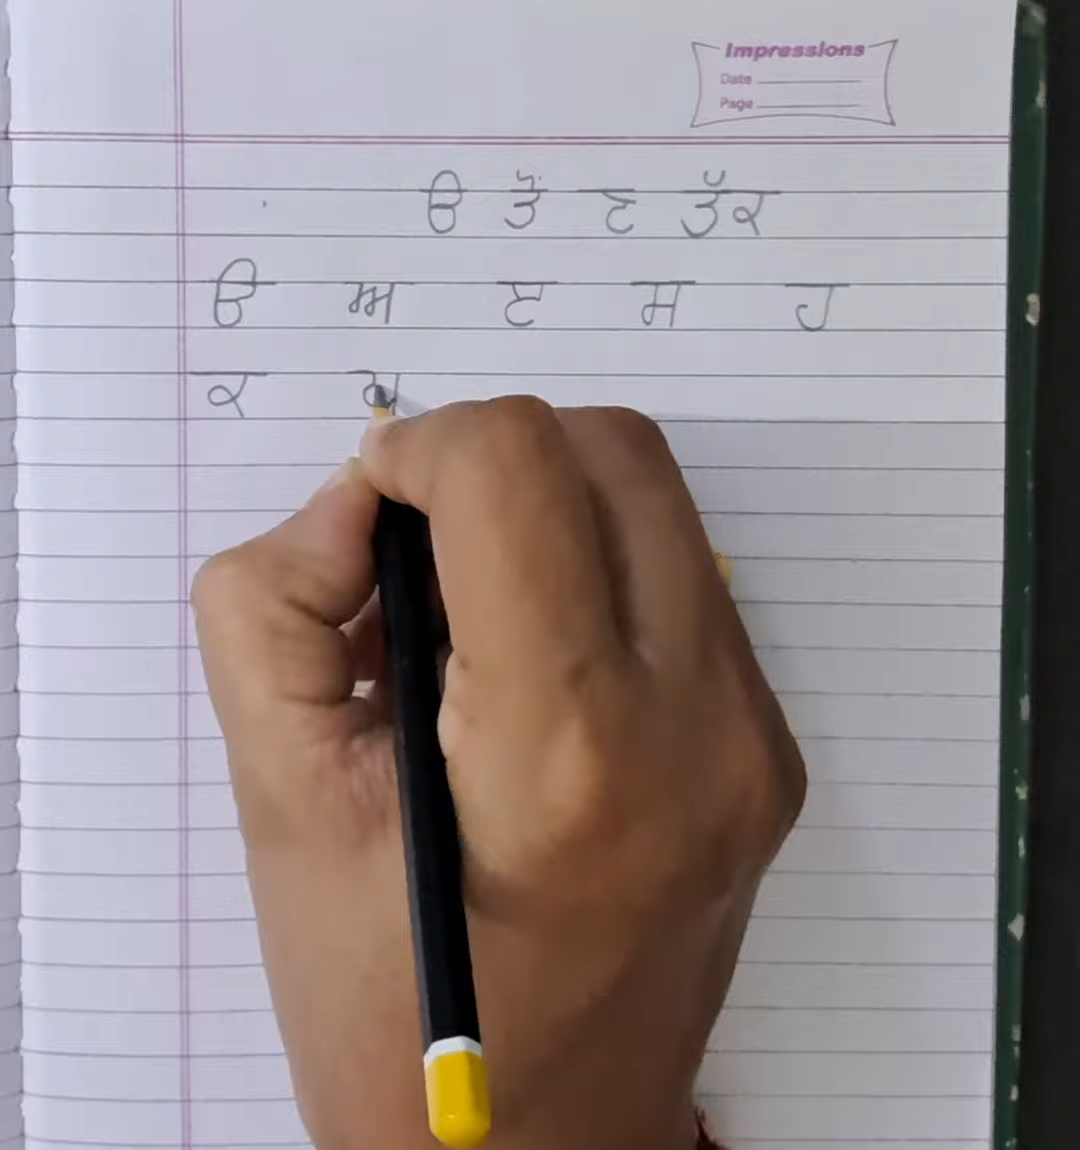 Impressions
Date
Page
ੳ ਤੋਂ ੲ ਤੱਕ
ੳ ਅ ੲ ਸ ਹ
ਕ ਖ